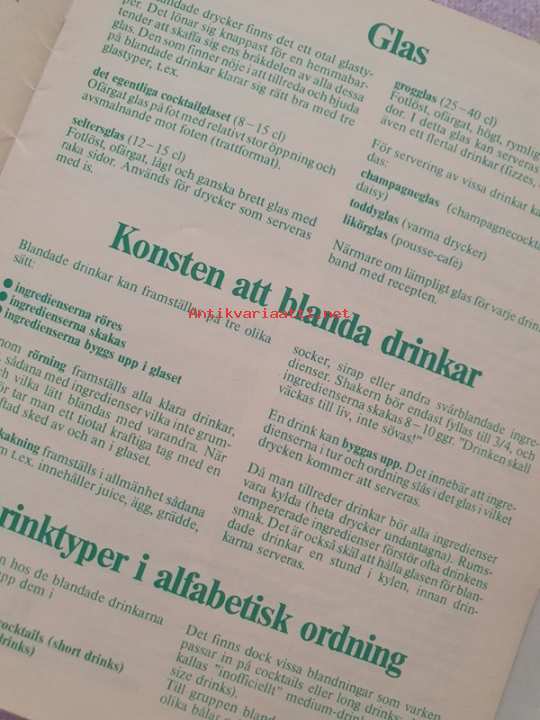 Glas
andade drycker finns det ett otal glasty-
per. Det lönar sig knappast för en hemmabar-
tender att skaffa sig ens bråkdelen av alla dessa
glas. Den som finner nöje i att tillreda och bjuda
på blandade drinkar klarar sig rätt bra med tre
glastyper, t.ex.
det egentliga cocktailglaset (8–15 cl)
Ofärgat glas på fot med relativt stor öppning och
avsmalnande mot foten (trattformat).
seltersglas (12–15 cl)
Fotlöst, ofärgat, lågt och ganska brett glas med
raka sidor. Används för drycker som serveras
med is.
grogglas (25–40 cl)
Fotlöst, ofärgat, högt, rymlig
dor. I detta glas kan serveras
även ett flertal drinkar (fizzes,
För servering av vissa drinkar ka
das:
champagneglas (champagnecockt
daisy)
toddyglas (varma drycker)
likörglas (pousse-café)
Närmare om lämpligt glas för varje drin
band med recepten.
Konsten att blanda drinkar
Blandade drinkar kan framställas på tre olika
sätt:
• ingredienserna röres
• ingredienserna skakas
• ingredienserna byggs upp i glaset
nom rörning framställs alla klara drinkar,
sådana med ingredienser vilka inte grum-
och vilka lätt blandas med varandra. När
ör tar man ett tiotal kraftiga tag med en
ftad sked av och an i glaset.
kakning framställs i allmänhet sådana
m t.ex. innehåller juice, ägg, grädde,
socker, sirap eller andra svårblandade ingre-
dienser. Shakern bör endast fyllas till 3/4, och
ingredienserna skakas 8–10 ggr. "Drinken skall
väckas till liv, inte sövas!"
En drink kan byggas upp. Det innebär att ingre-
dienserna i tur och ordning slås i det glas i vilket
drycken kommer att serveras.
Då man tillreder drinkar bör alla ingredienser
vara kylda (heta drycker undantagna). Rums-
tempererade ingredienser förstör ofta drinkens
smak. Det är också skäl att hålla glasen för blan-
dade drinkar en stund i kylen, innan drin-
karna serveras.
Antikvariaatti.net
rinktyper i alfabetisk ordning
n hos de blandade drinkarna
pp dem i
cocktails (short drinks)
drinks)
Det finns dock vissa blandningar som varken
passar in på cocktails eller long drinks
kallas "inofficiellt" medium-drin
size drinks).
Till gruppen bland
olika bålar